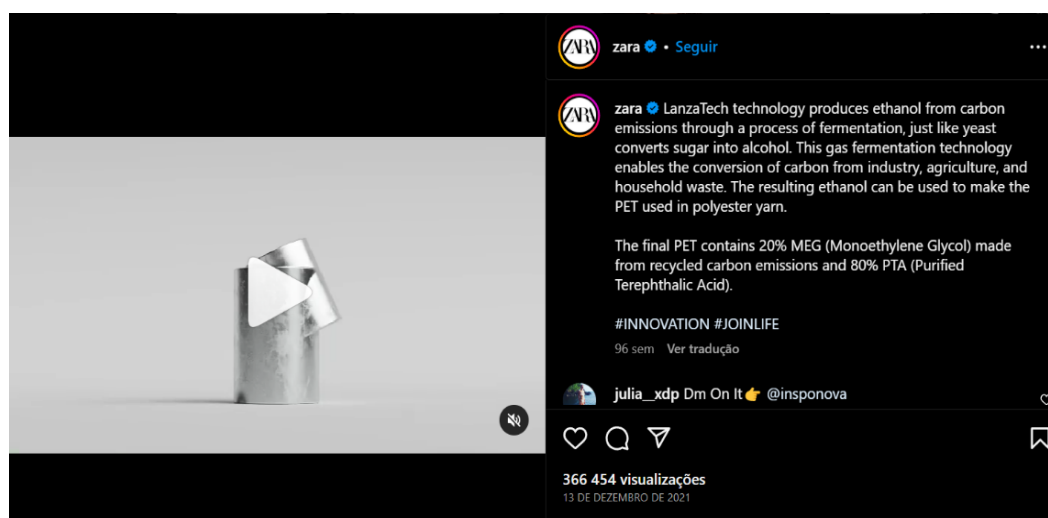 ZARA
zara • Seguir
ZARA
zara LanzaTech technology produces ethanol from carbon
emissions through a process of fermentation, just like yeast
converts sugar into alcohol. This gas fermentation technology
enables the conversion of carbon from industry, agriculture, and
household waste. The resulting ethanol can be used to make the
PET used in polyester yarn.
The final PET contains 20% MEG (Monoethylene Glycol) made
from recycled carbon emissions and 80% PTA (Purified
Terephthalic Acid).
#INNOVATION #JOINLIFE
96 sem Ver tradução
julia__xdp Dm On It👉 @insponova
366 454 visualizações
13 DE DEZEMBRO DE 2021